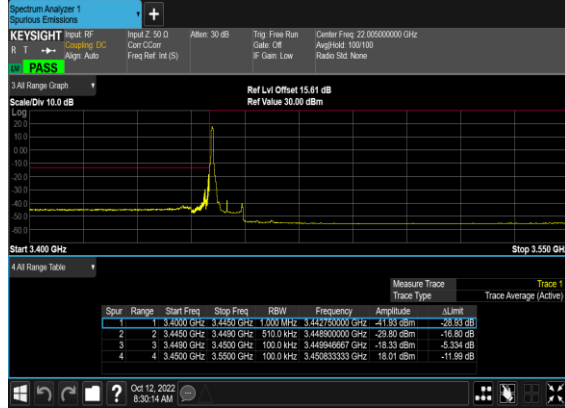 Spectrum Analyzer 1
Spurious Emissions
KEYSIGHT Input: RF Input Z: 50 Ω Atten: 30 dB Trig: Free Run Center Freq: 22.005000000 GHz
R T Coupling: DC Corr CCorr Gate: Off Avg|Hold: 100/100
Align: Auto Freq Ref: Int (S) IF Gain: Low Radio Std: None
PASS
3 All Range Graph
Ref Lvl Offset 15.61 dB
Scale/Div 10.0 dB Ref Value 30.00 dBm
Log
20.0
10.0
0.00
-10.0
-20.0
-30.0
-40.0
-50.0
-60.0
Start 3.400 GHz Stop 3.550 GH
4 All Range Table
Measure Trace Trace 1
Trace Type Trace Average (Active)
Spur Range Start Freq Stop Freq RBW Frequency Amplitude ΔLimit
1 1 3.4000 GHz 3.4450 GHz 1.000 MHz 3.442750000 GHz -41.93 dBm -28.93 dB
2 2 3.4450 GHz 3.4490 GHz 510.0 kHz 3.448900000 GHz -29.80 dBm -16.80 dB
3 3 3.4490 GHz 3.4500 GHz 100.0 kHz 3.449946667 GHz -18.33 dBm -5.334 dB
4 4 3.4500 GHz 3.5500 GHz 100.0 kHz 3.450833333 GHz 18.01 dBm -11.99 dB
? Oct 12, 2022
8:30:14 AM